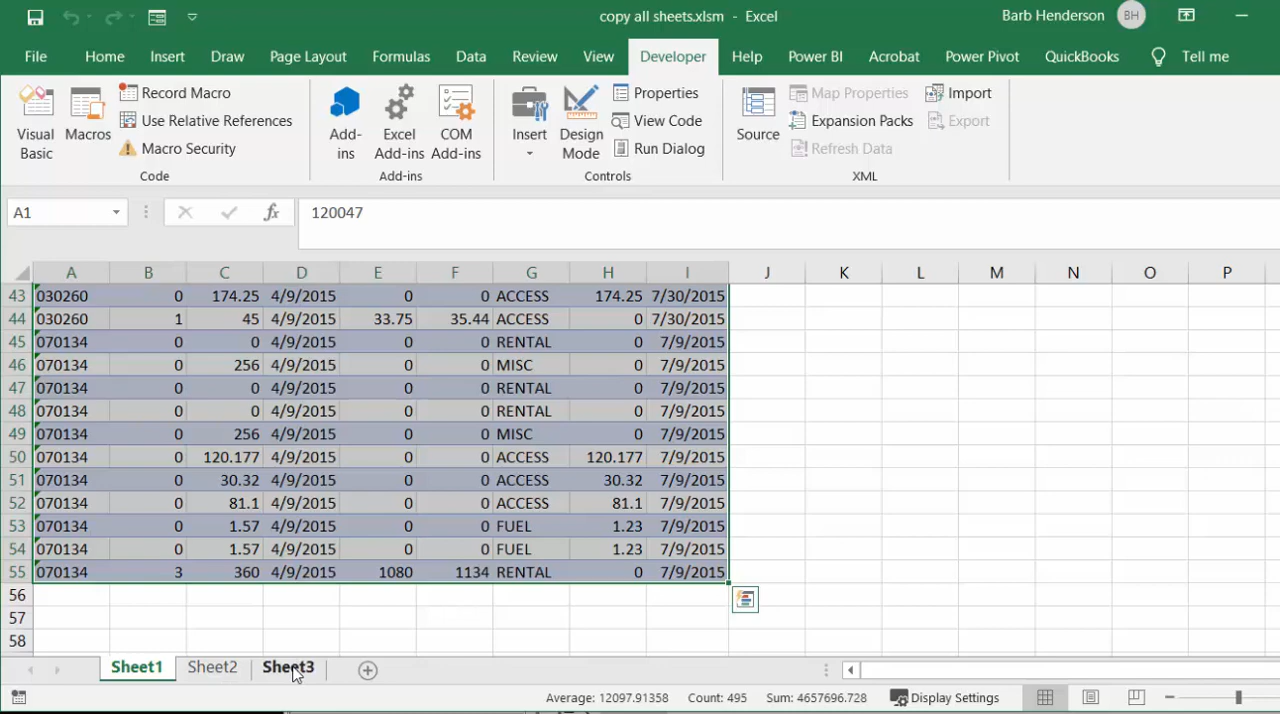 copy all sheets.xlsm - Excel
Barb Henderson BH
File Home Insert Draw Page Layout Formulas Data Review View Developer Help Power BI Acrobat Power Pivot QuickBooks Tell me
Visual Basic
Macros
Record Macro
Use Relative References
Macro Security
Code
Add-ins
Excel Add-ins
COM Add-ins
Add-ins
Insert
Design Mode
Properties
View Code
Run Dialog
Controls
Source
Map Properties
Expansion Packs
Refresh Data
Import
Export
XML
A1 fx 120047
A B C D E F G H I J K L M N O P
43 030260 0 174.25 4/9/2015 0 0 ACCESS 174.25 7/30/2015
44 030260 1 45 4/9/2015 33.75 35.44 ACCESS 0 7/30/2015
45 070134 0 0 4/9/2015 0 0 RENTAL 0 7/9/2015
46 070134 0 256 4/9/2015 0 0 MISC 0 7/9/2015
47 070134 0 0 4/9/2015 0 0 RENTAL 0 7/9/2015
48 070134 0 0 4/9/2015 0 0 RENTAL 0 7/9/2015
49 070134 0 256 4/9/2015 0 0 MISC 0 7/9/2015
50 070134 0 120.177 4/9/2015 0 0 ACCESS 120.177 7/9/2015
51 070134 0 30.32 4/9/2015 0 0 ACCESS 30.32 7/9/2015
52 070134 0 81.1 4/9/2015 0 0 ACCESS 81.1 7/9/2015
53 070134 0 1.57 4/9/2015 0 0 FUEL 1.23 7/9/2015
54 070134 0 1.57 4/9/2015 0 0 FUEL 1.23 7/9/2015
55 070134 3 360 4/9/2015 1080 1134 RENTAL 0 7/9/2015
56
57
58
Sheet1 Sheet2 Sheet3
Average: 12097.91358 Count: 495 Sum: 4657696.728 Display Settings